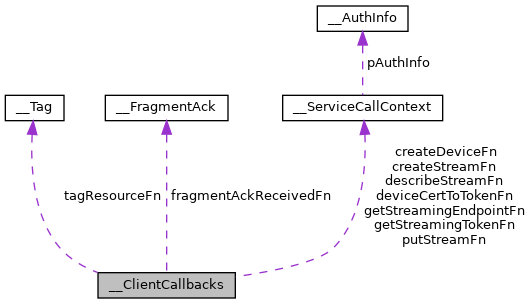 __AuthInfo
pAuthInfo
__Tag
__FragmentAck
__ServiceCallContext
tagResourceFn
fragmentAckReceivedFn
createDeviceFn
createStreamFn
describeStreamFn
deviceCertToTokenFn
getStreamingEndpointFn
getStreamingTokenFn
putStreamFn
__ClientCallbacks